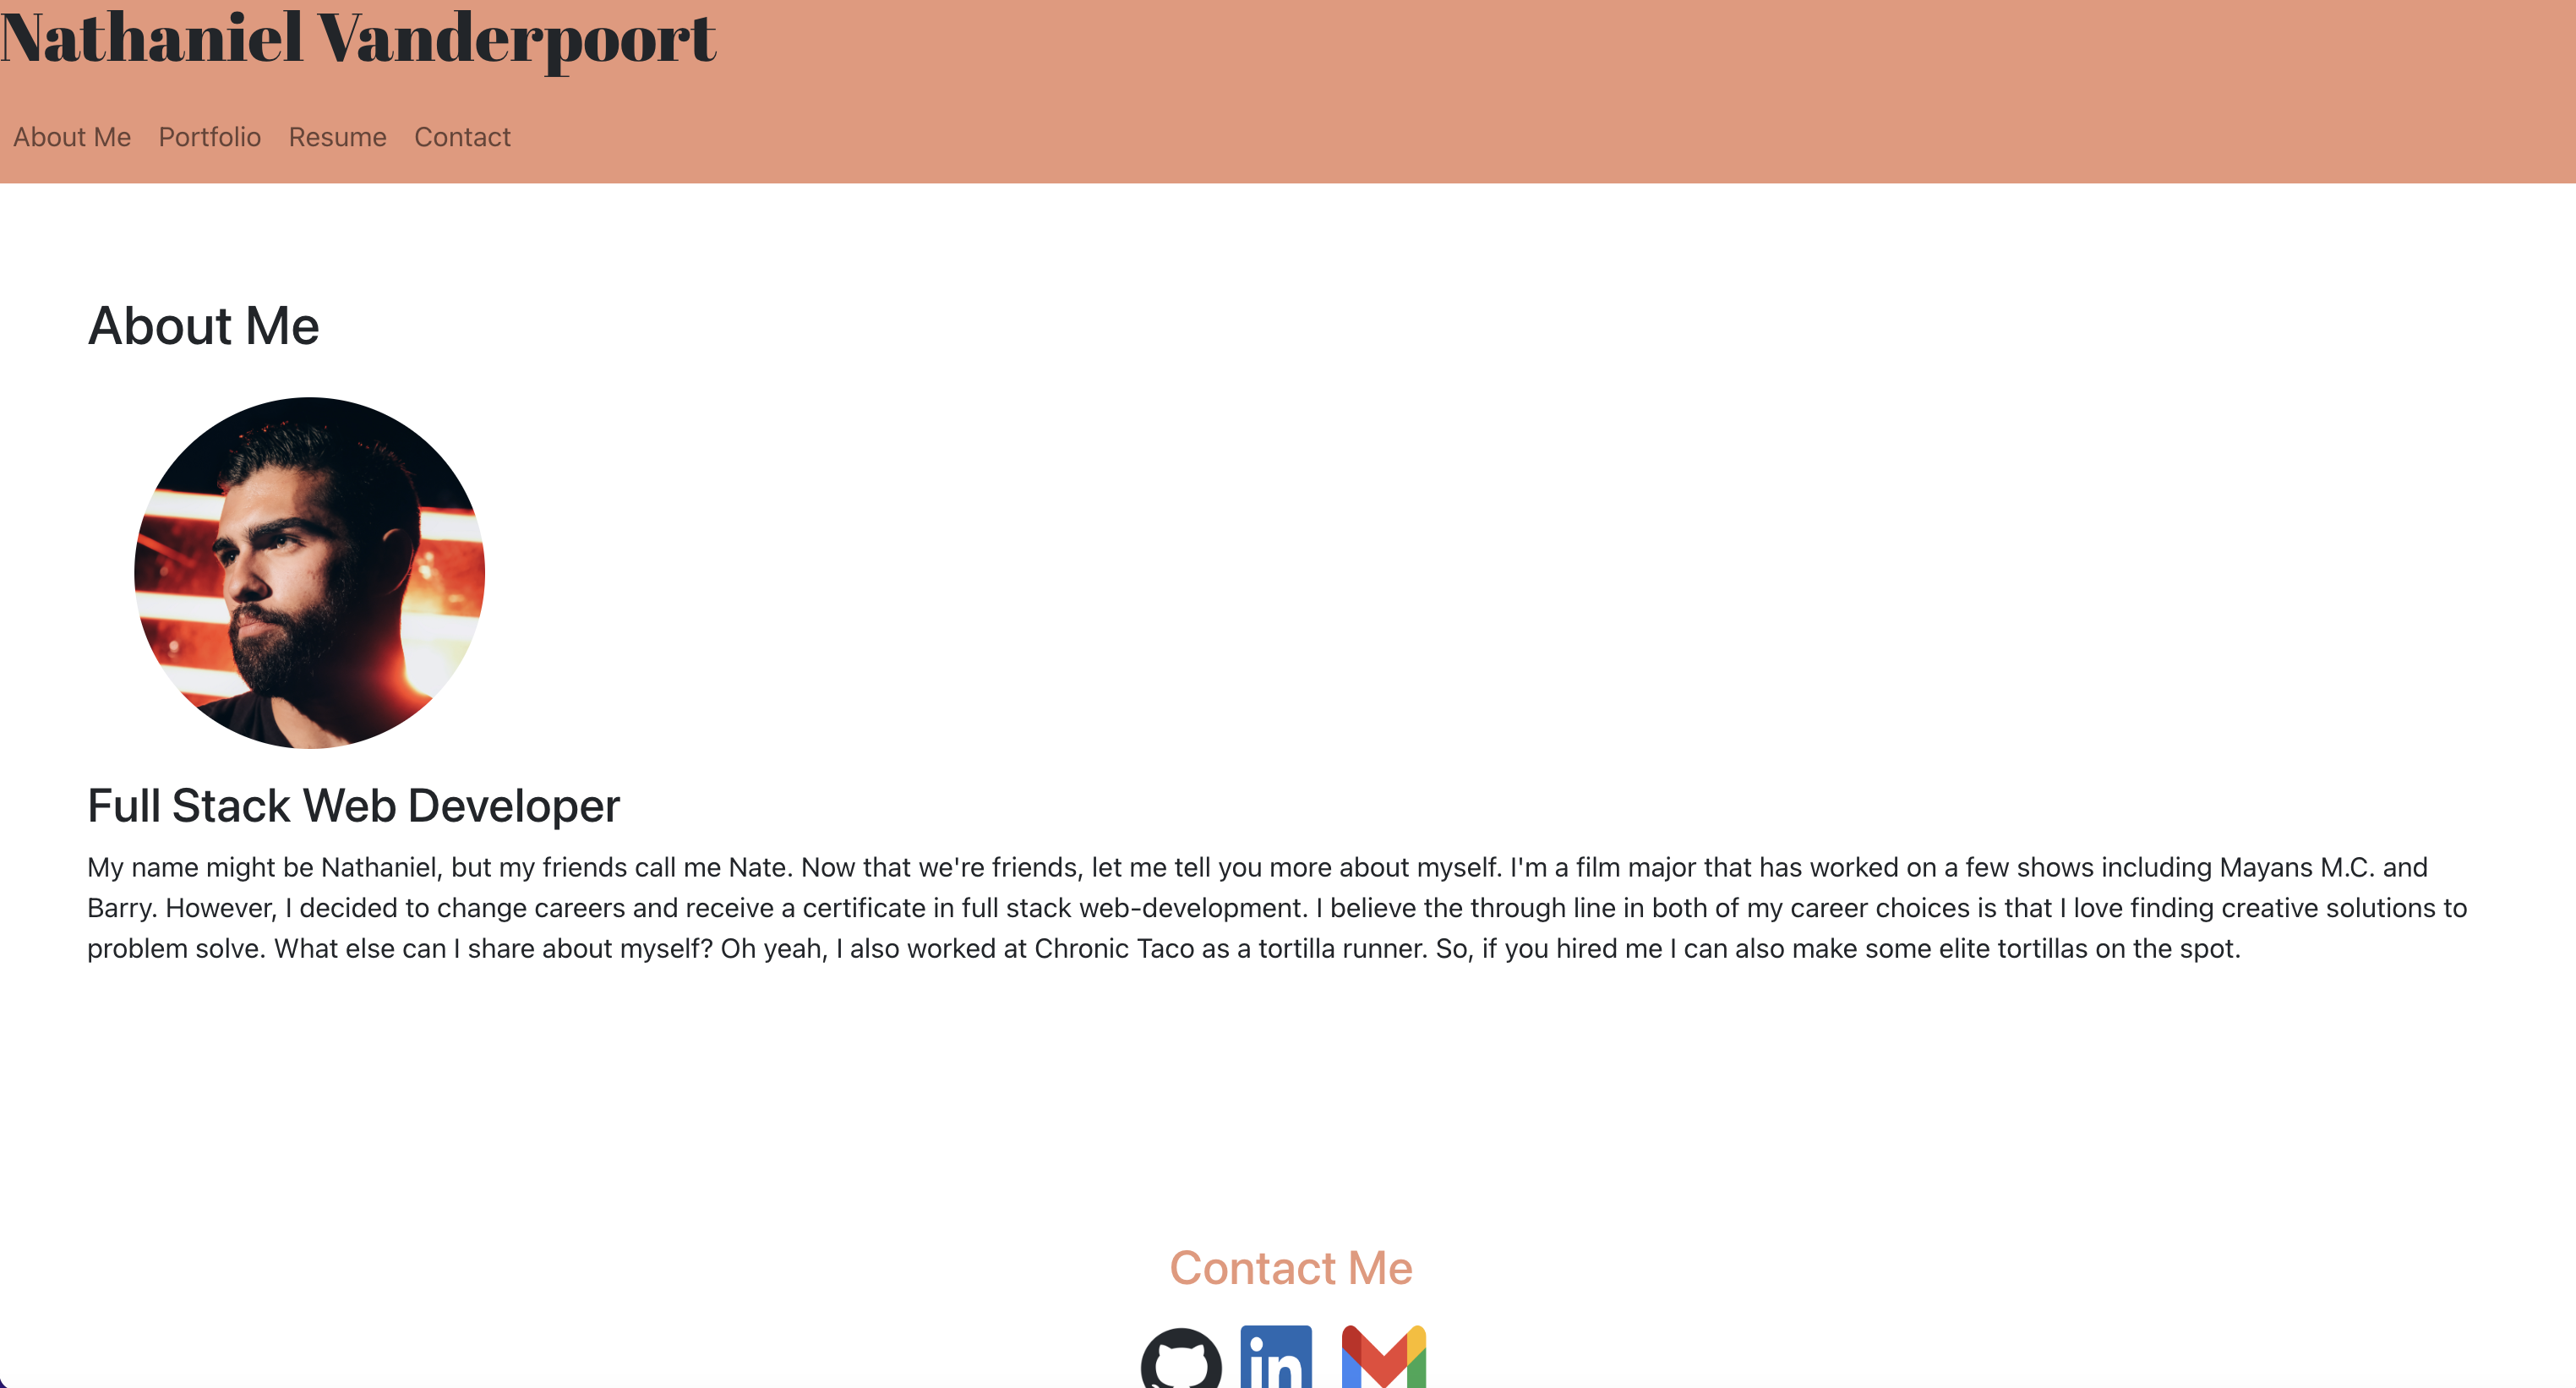 Nathaniel Vanderpoort
About Me Portfolio Resume Contact
About Me
Full Stack Web Developer
My name might be Nathaniel, but my friends call me Nate. Now that we're friends, let me tell you more about myself. I'm a film major that has worked on a few shows including Mayans M.C. and
Barry. However, I decided to change careers and receive a certificate in full stack web-development. I believe the through line in both of my career choices is that I love finding creative solutions to
problem solve. What else can I share about myself? Oh yeah, I also worked at Chronic Taco as a tortilla runner. So, if you hired me I can also make some elite tortillas on the spot.
Contact Me
in